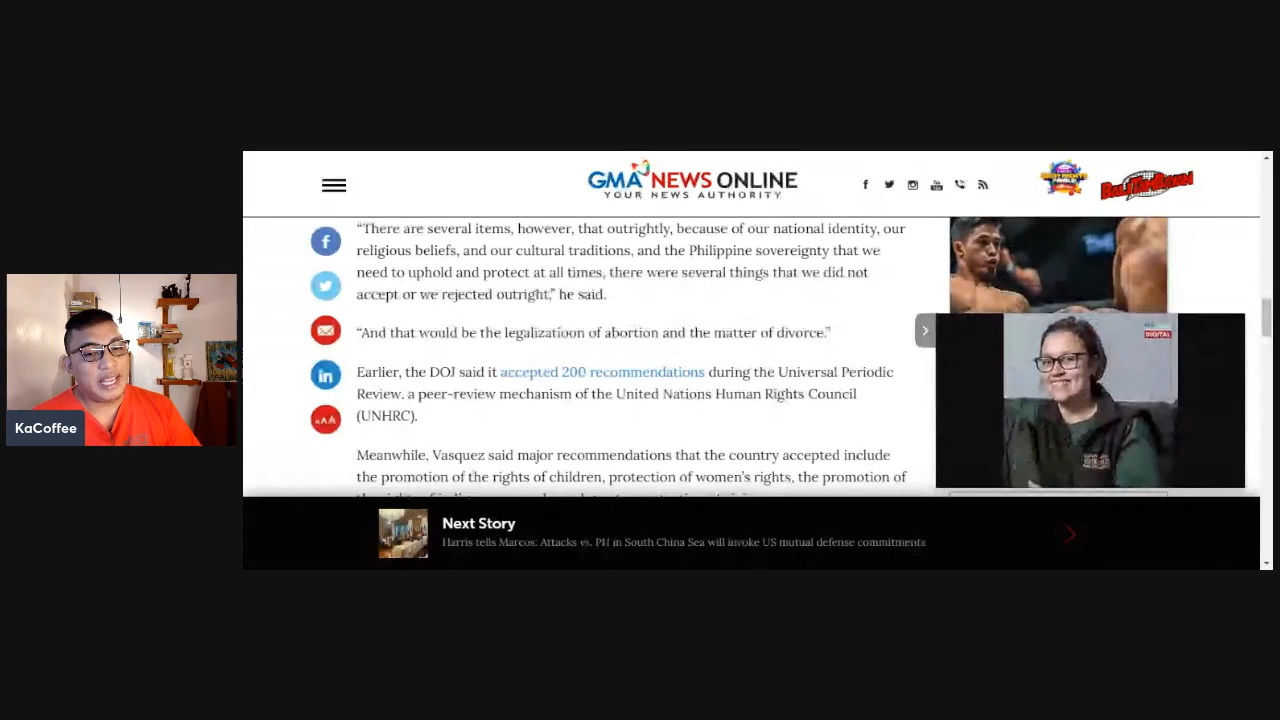 GMA NEWS ONLINE
YOUR NEWS AUTHORITY
“There are several items, however, that outrightly, because of our national identity, our
religious beliefs, and our cultural traditions, and the Philippine sovereignty that we
need to uphold and protect at all times, there were several things that we did not
accept or we rejected outright,” he said.
“And that would be the legalizatioon of abortion and the matter of divorce.”
Earlier, the DOJ said it accepted 200 recommendations during the Universal Periodic
Review, a peer-review mechanism of the United Nations Human Rights Council
(UNHRC).
Meanwhile, Vasquez said major recommendations that the country accepted include
the promotion of the rights of children, protection of women’s rights, the promotion of
DIGITAL
KaCoffee
Next Story
Harris tells Marcos: Attacks vs. PH in South China Sea will invoke US mutual defense commitments